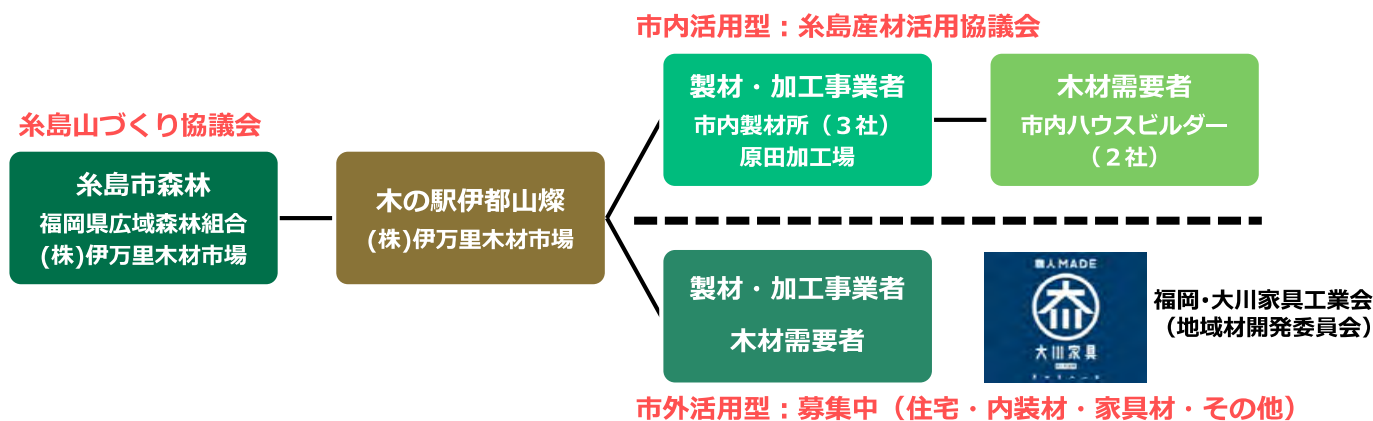 市内活用型：糸島産材活用協議会
糸島山づくり協議会
糸島市森林
福岡県広域森林組合
(株)伊万里木材市場
木の駅伊都山燦
(株)伊万里木材市場
製材・加工事業者
市内製材所（３社）
原田加工場
木材需要者
市内ハウスビルダー
（２社）
製材・加工事業者
木材需要者
職人MADE
大川家具
福岡・大川家具工業会
（地域材開発委員会）
市外活用型：募集中（住宅・内装材・家具材・その他）